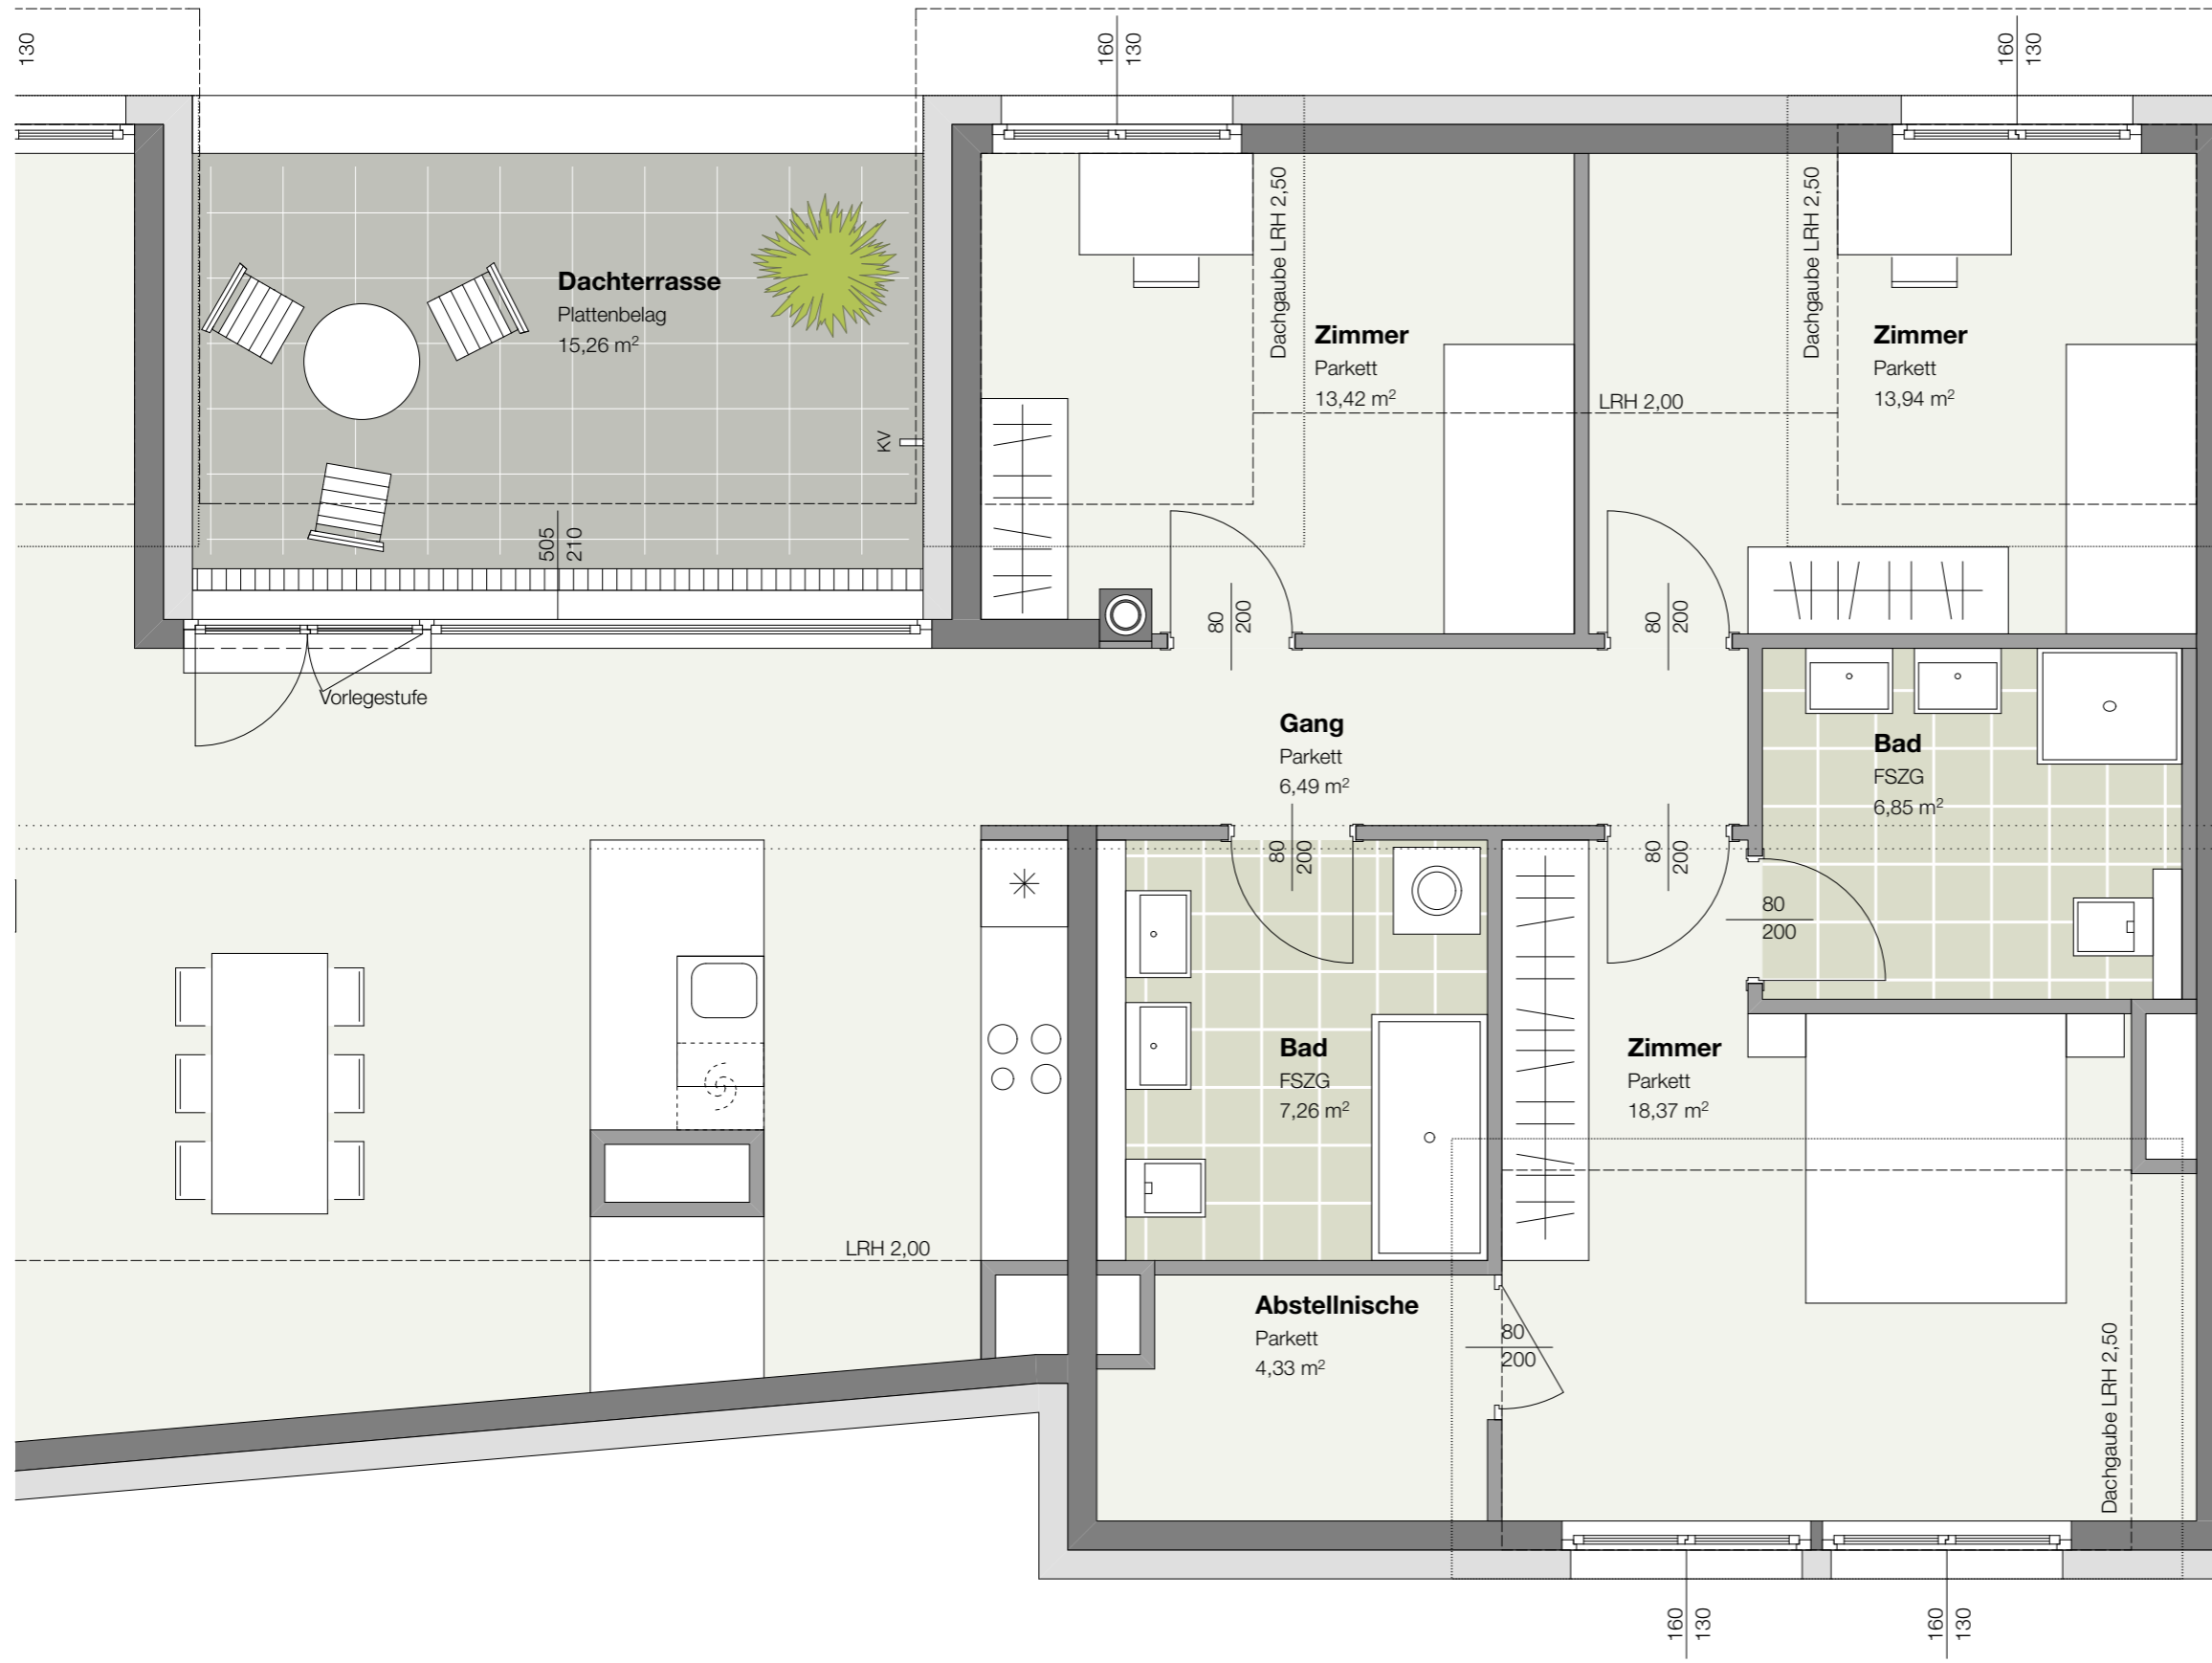 130
160
130
160
130
Dachterrasse
Plattenbelag
15,26 m²
KV
505
210
Vorlegestufe
Dachgaube LRH 2,50
Zimmer
Parkett
13,42 m²
LRH 2,00
Dachgaube LRH 2,50
Zimmer
Parkett
13,94 m²
80
200
80
200
Gang
Parkett
6,49 m²
Bad
FSZG
6,85 m²
80
200
80
200
80
200
Bad
FSZG
7,26 m²
Zimmer
Parkett
18,37 m²
LRH 2,00
Abstellnische
Parkett
4,33 m²
80
200
Dachgaube LRH 2,50
160
130
160
130